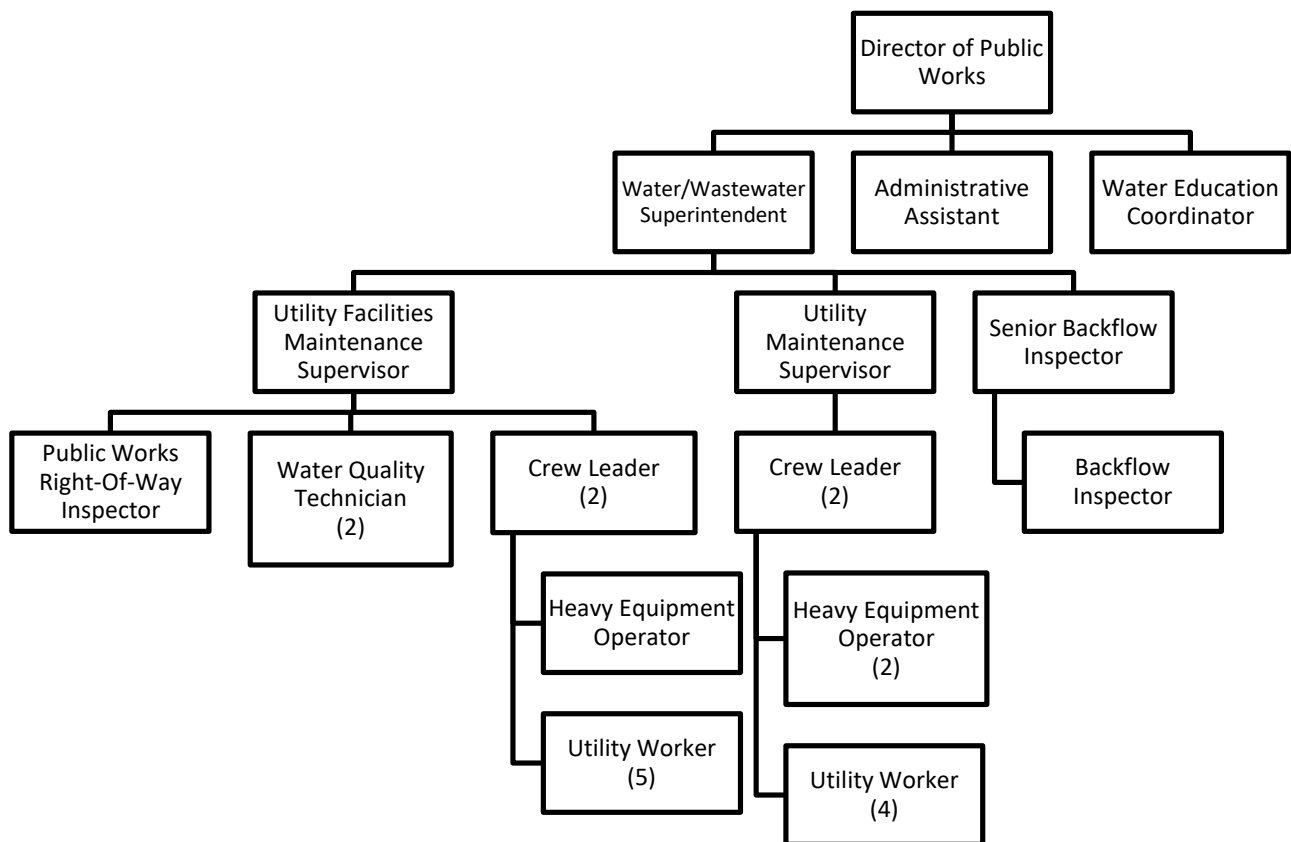 Director of Public
Works
Water/Wastewater
Superintendent
Administrative
Assistant
Water Education
Coordinator
Utility Facilities
Maintenance
Supervisor
Utility
Maintenance
Supervisor
Senior Backflow
Inspector
Public Works
Right-Of-Way
Inspector
Water Quality
Technician
(2)
Crew Leader
(2)
Crew Leader
(2)
Backflow
Inspector
Heavy Equipment
Operator
Heavy Equipment
Operator
(2)
Utility Worker
(5)
Utility Worker
(4)